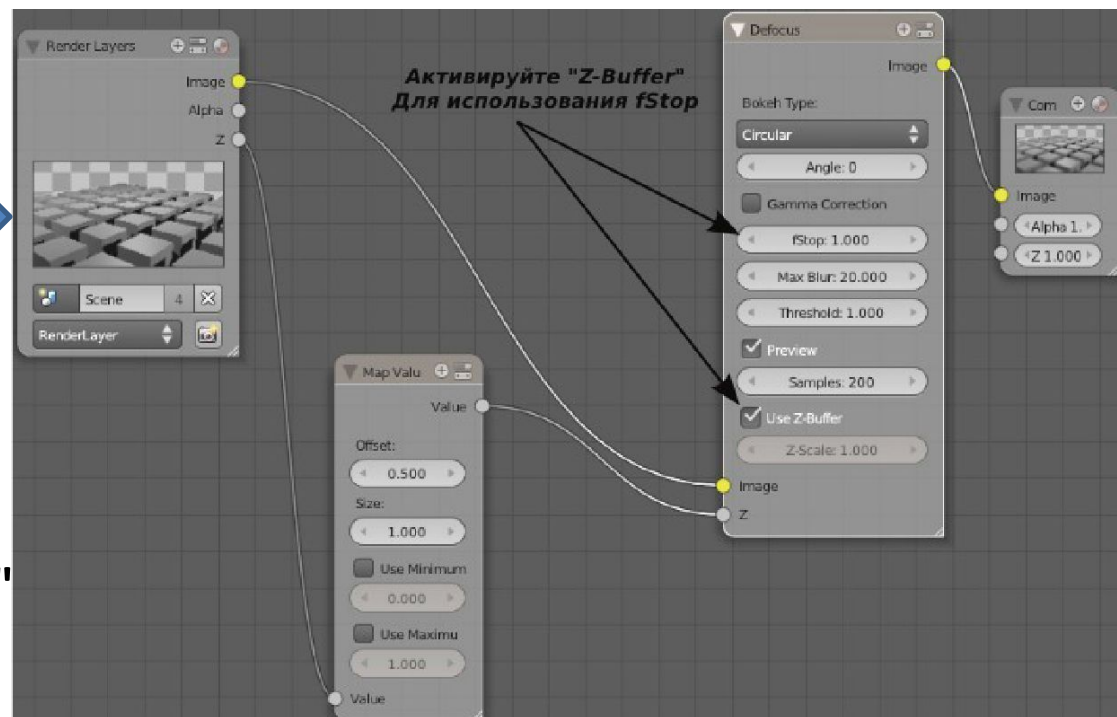 Render Layers
Image
Alpha
Z
Scene 4
RenderLayer
Активируйте "Z-Buffer"
Для использования fStop
Map Valu
Value
Offset:
0.500
Size:
1.000
Use Minimum
0.000
Use Maximu
1.000
Value
Defocus
Image
Bokeh Type:
Circular
Angle: 0
Gamma Correction
fStop: 1.000
Max Blur: 20.000
Threshold: 1.000
Preview
Samples: 200
Use Z-Buffer
Z-Scale: 1.000
Image
Z
Com
Image
Alpha 1.
Z 1.000
"